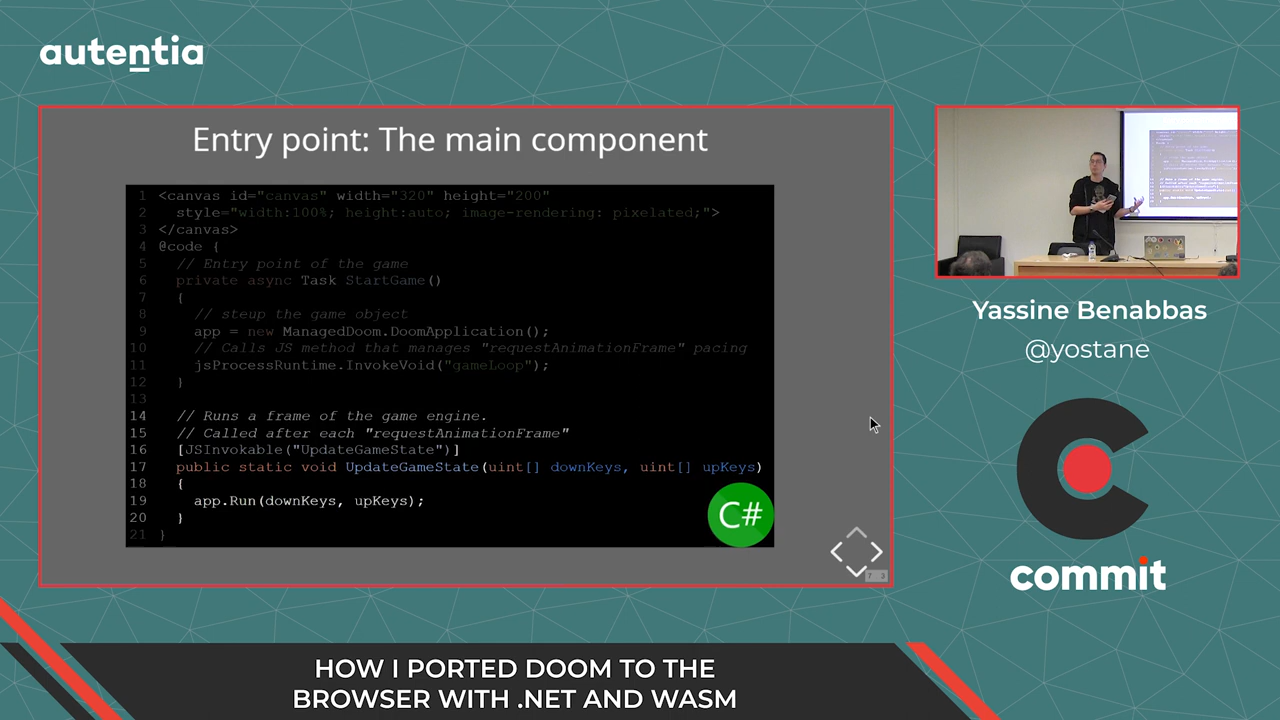 autentia
Entry point: The main component
1 <canvas id="canvas" width="320" height="200"
2 style="width:100%; height:auto; image-rendering: pixelated;">
3 </canvas>
4 @code {
5 // Entry point of the game
6 private async Task StartGame()
7 {
8 // steup the game object
9 app = new ManagedDoom.DoomApplication();
10 // Calls JS method that manages "requestAnimationFrame" pacing
11 jsProcessRuntime.InvokeVoid("gameLoop");
12 }
13
14 // Runs a frame of the game engine.
15 // Called after each "requestAnimationFrame"
16 [JSInvokable("UpdateGameState")]
17 public static void UpdateGameState(uint[] downKeys, uint[] upKeys)
18 {
19 app.Run(downKeys, upKeys);
20 }
21 }
C#
7 3
Yassine Benabbas
@yostane
commit
HOW I PORTED DOOM TO THE
BROWSER WITH .NET AND WASM